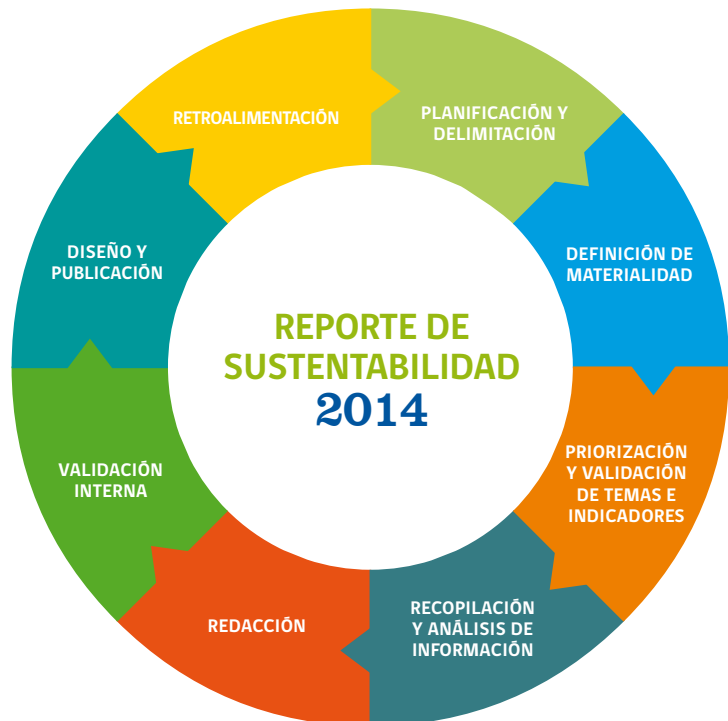 RETROALIMENTACIÓN
PLANIFICACIÓN Y
DELIMITACIÓN
DEFINICIÓN DE
MATERIALIDAD
PRIORIZACIÓN
Y VALIDACIÓN
DE TEMAS E
INDICADORES
RECOPILACIÓN
Y ANÁLISIS DE
INFORMACIÓN
REDACCIÓN
VALIDACIÓN
INTERNA
DISEÑO Y
PUBLICACIÓN
REPORTE DE
SUSTENTABILIDAD
2014